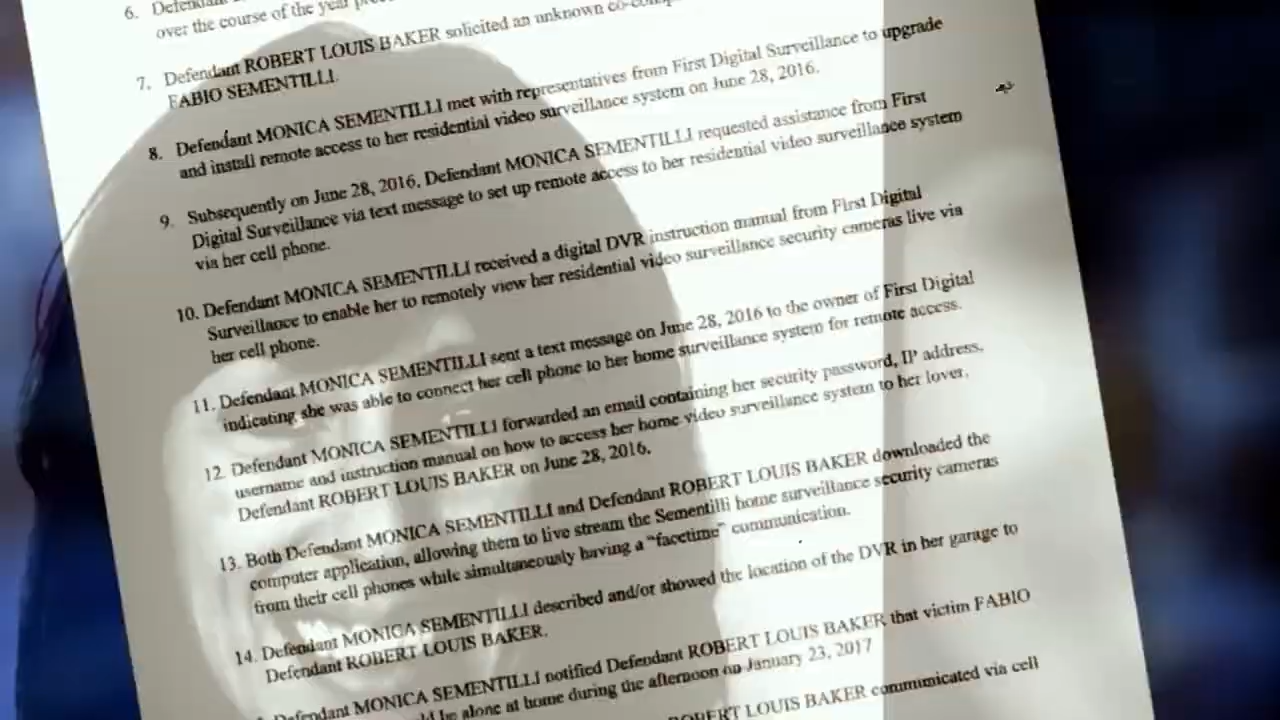 6. Defendant
over the course of the year
7. Defendant ROBERT LOUIS BAKER solicited an unknown
FABIO SEMENTILLI.
8. Defendant MONICA SEMENTILLI met with representatives from First Digital Surveillance to upgrade
and install remote access to her residential video surveillance system on June 28, 2016.
9. Subsequently on June 28, 2016, Defendant MONICA SEMENTILLI requested assistance from First
Digital Surveillance via text message to set up remote access to her residential video surveillance system
via her cell phone.
10. Defendant MONICA SEMENTILLI received a digital DVR instruction manual from First Digital
Surveillance to enable her to remotely view her residential video surveillance security cameras live via
her cell phone.
11. Defendant MONICA SEMENTILLI sent a text message on June 28, 2016 to the owner of First Digital
indicating she was able to connect her cell phone to her home surveillance system for remote access.
12. Defendant MONICA SEMENTILLI forwarded an email containing her security password, IP address,
username and instruction manual on how to access her home video surveillance system to her lover,
Defendant ROBERT LOUIS BAKER on June 28, 2016.
13. Both Defendant MONICA SEMENTILLI and Defendant ROBERT LOUIS BAKER downloaded the
computer application, allowing them to live stream the Sementilli home surveillance security cameras
from their cell phones while simultaneously having a "facetime" communication.
14. Defendant MONICA SEMENTILLI described and/or showed the location of the DVR in her garage to
Defendant ROBERT LOUIS BAKER.
Defendant MONICA SEMENTILLI notified Defendant ROBERT LOUIS BAKER that victim FABIO
be alone at home during the afternoon on January 23, 2017
ROBERT LOUIS BAKER communicated via cell